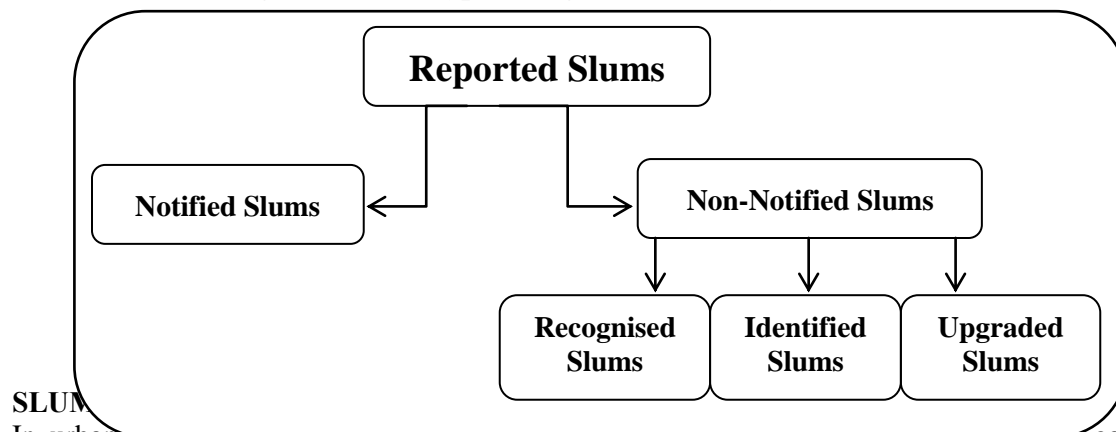 Reported Slums
Notified Slums
Non-Notified Slums
Recognised
Slums
Identified
Slums
Upgraded
Slums